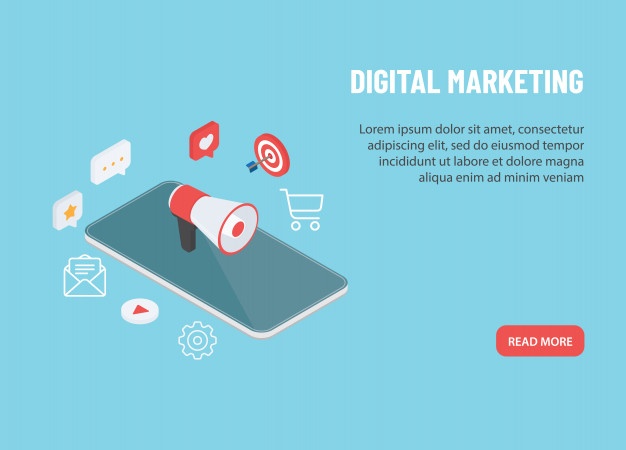 DIGITAL MARKETING
Lorem ipsum dolor sit amet, consectetur
adipiscing elit, sed do eiusmod tempor
incididunt ut labore et dolore magna
aliqua enim ad minim veniam
READ MORE